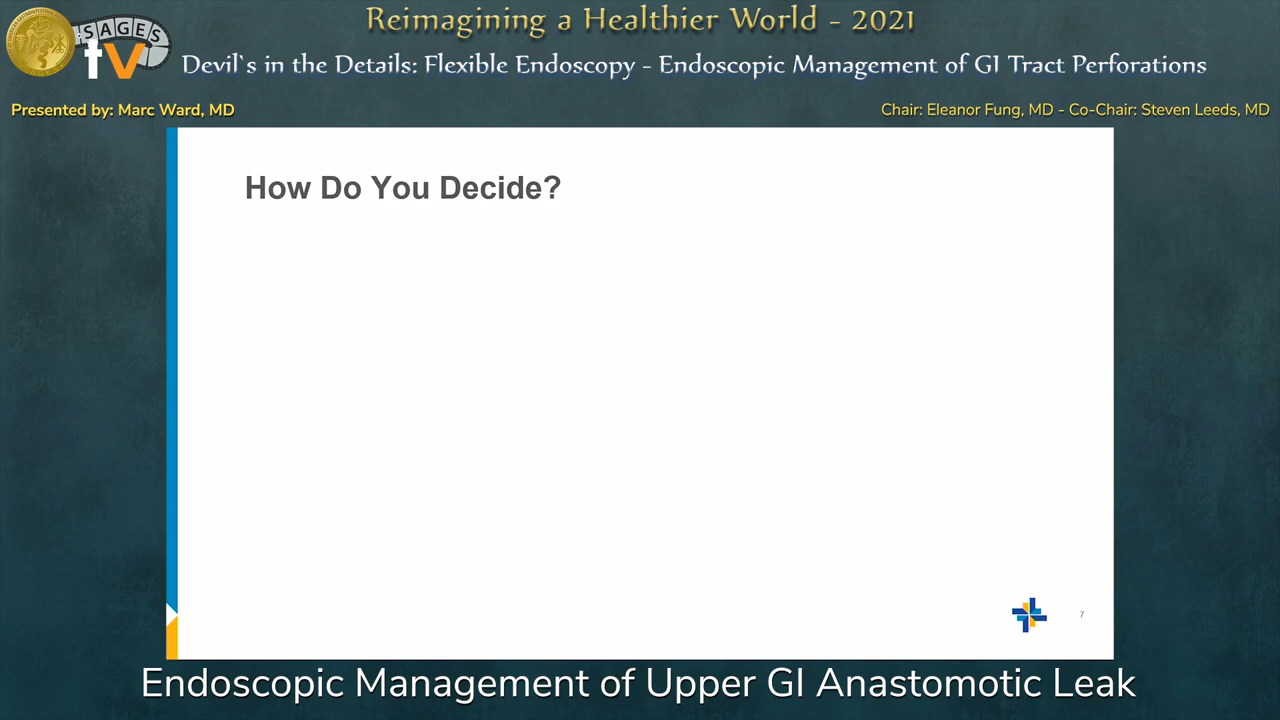 Reimagining a Healthier World - 2021
SAGES
tv
Devil`s in the Details: Flexible Endoscopy - Endoscopic Management of GI Tract Perforations
Presented by: Marc Ward, MD
Chair: Eleanor Fung, MD - Co-Chair: Steven Leeds, MD
How Do You Decide?
7
Endoscopic Management of Upper GI Anastomotic Leak